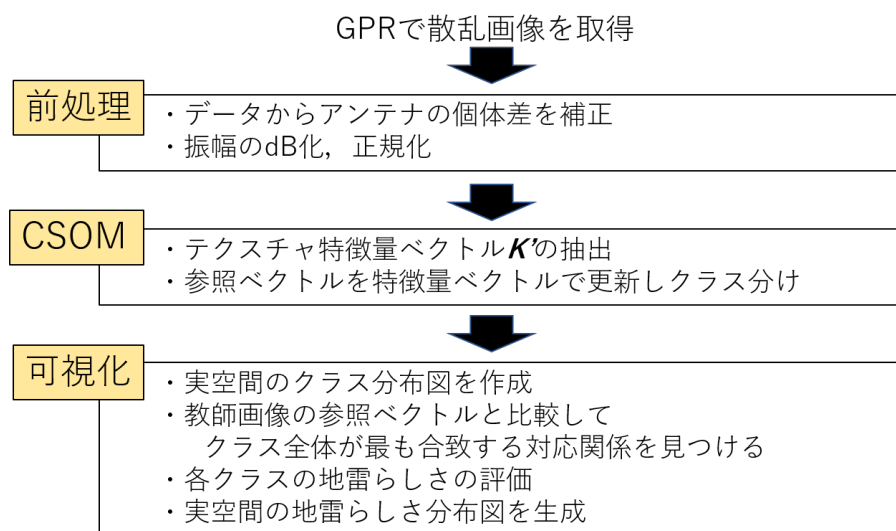 GPRで散乱画像を取得
前処理
・データからアンテナの個体差を補正
・振幅のdB化，正規化
CSOM
・テクスチャ特徴量ベクトルK’の抽出
・参照ベクトルを特徴量ベクトルで更新しクラス分け
可視化
・実空間のクラス分布図を作成
・教師画像の参照ベクトルと比較して
クラス全体が最も合致する対応関係を見つける
・各クラスの地雷らしさの評価
・実空間の地雷らしさ分布図を生成